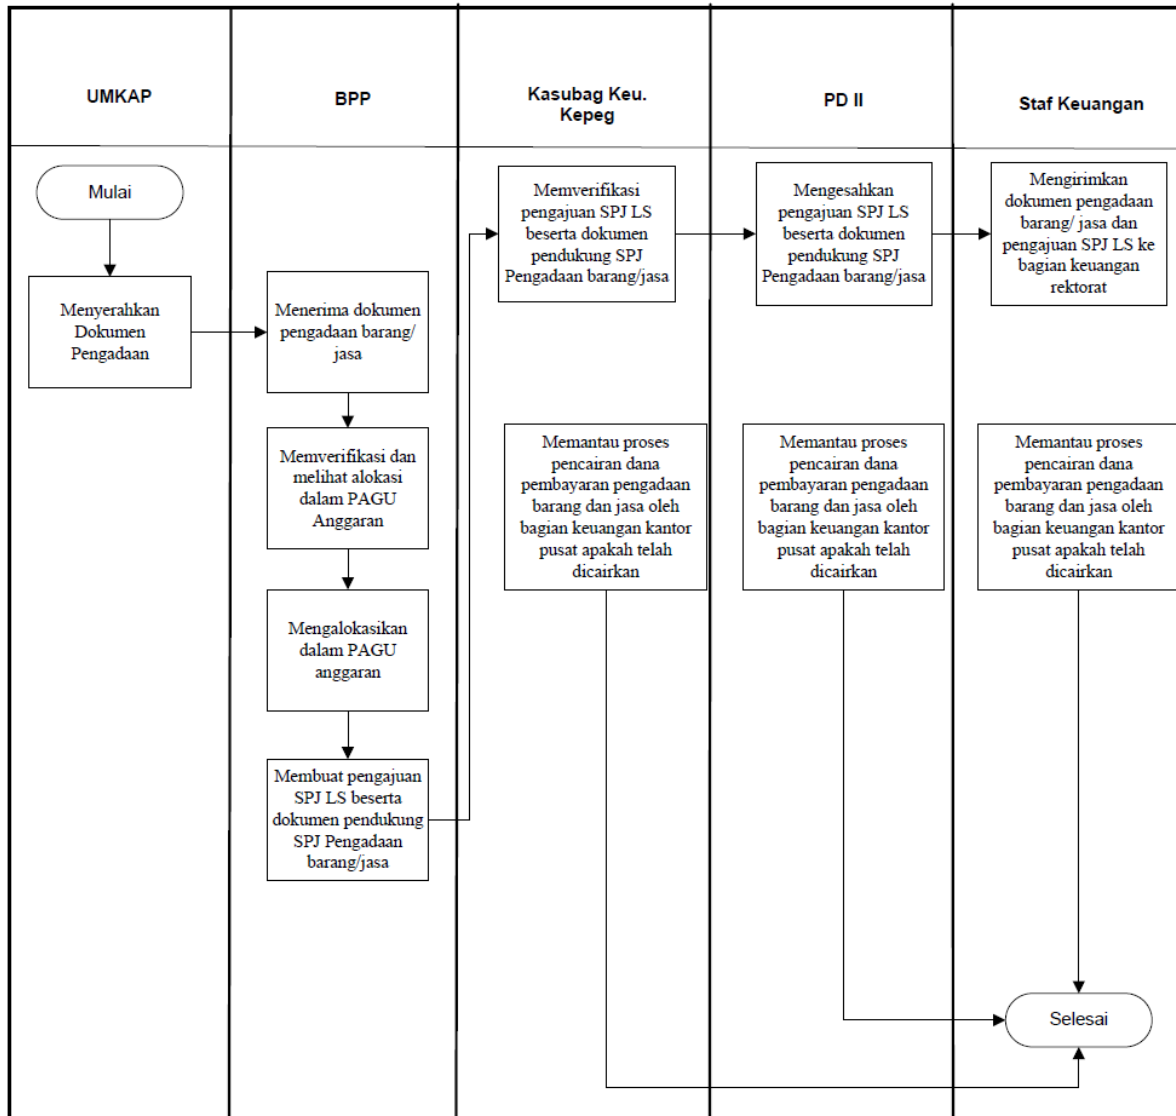 UMKAP
BPP
Kasubag Keu.
Kepeg
PD II
Staf Keuangan
Mulai
Menyerahkan
Dokumen
Pengadaan
Menerima dokumen
pengadaan barang/
jasa
Memverifikasi dan
melihat alokasi
dalam PAGU
Anggaran
Mengalokasikan
dalam PAGU
anggaran
Membuat pengajuan
SPJ LS beserta
dokumen pendukung
SPJ Pengadaan
barang/jasa
Memverifikasi
pengajuan SPJ LS
beserta dokumen
pendukung SPJ
Pengadaan barang/jasa
Mengesahkan
pengajuan SPJ LS
beserta dokumen
pendukung SPJ
Pengadaan barang/jasa
Mengirimkan
dokumen pengadaan
barang/ jasa dan
pengajuan SPJ LS ke
bagian keuangan
rektorat
Memantau proses
pencairan dana
pembayaran pengadaan
barang dan jasa oleh
bagian keuangan kantor
pusat apakah telah
dicairkan
Memantau proses
pencairan dana
pembayaran pengadaan
barang dan jasa oleh
bagian keuangan kantor
pusat apakah telah
dicairkan
Memantau proses
pencairan dana
pembayaran pengadaan
barang dan jasa oleh
bagian keuangan kantor
pusat apakah telah
dicairkan
Selesai